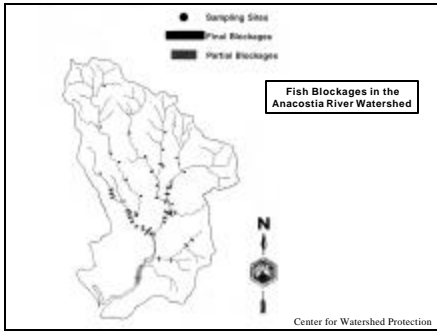 Sampling Sites
Final Blockages
Partial Blockages
Fish Blockages in the
Anacostia River Watershed
N
Center for Watershed Protection